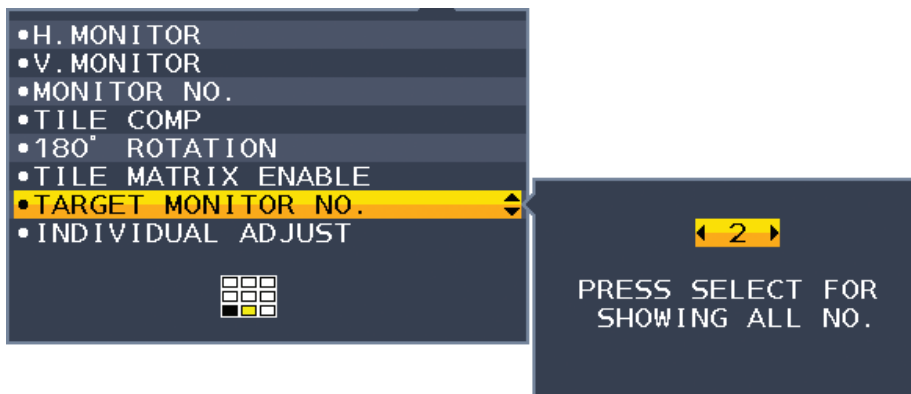 •H.MONITOR
•V.MONITOR
•MONITOR NO.
•TILE COMP
•180° ROTATION
•TILE MATRIX ENABLE
•TARGET MONITOR NO.
•INDIVIDUAL ADJUST
2
PRESS SELECT FOR
SHOWING ALL NO.